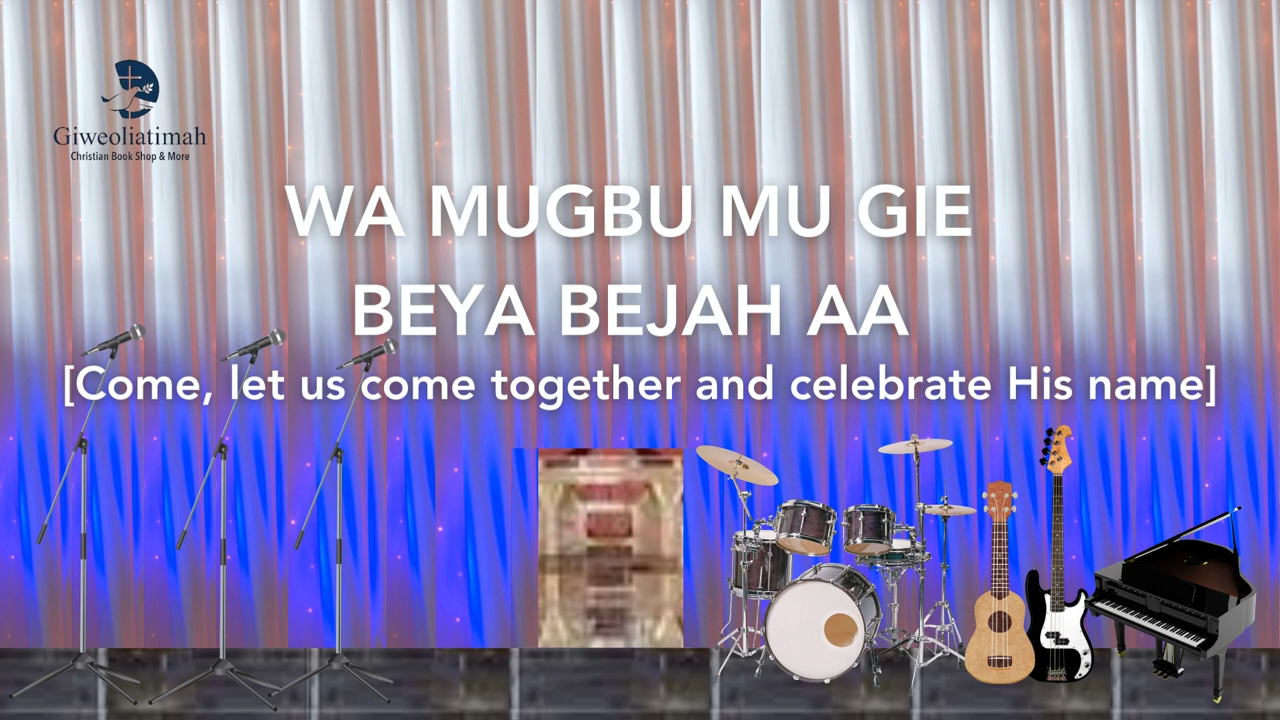 Giweoliatimah
Christian Book Shop & More
WA MUGBU MU GIE
BEYA BEJAH AA
[Come, let us come together and celebrate His name]